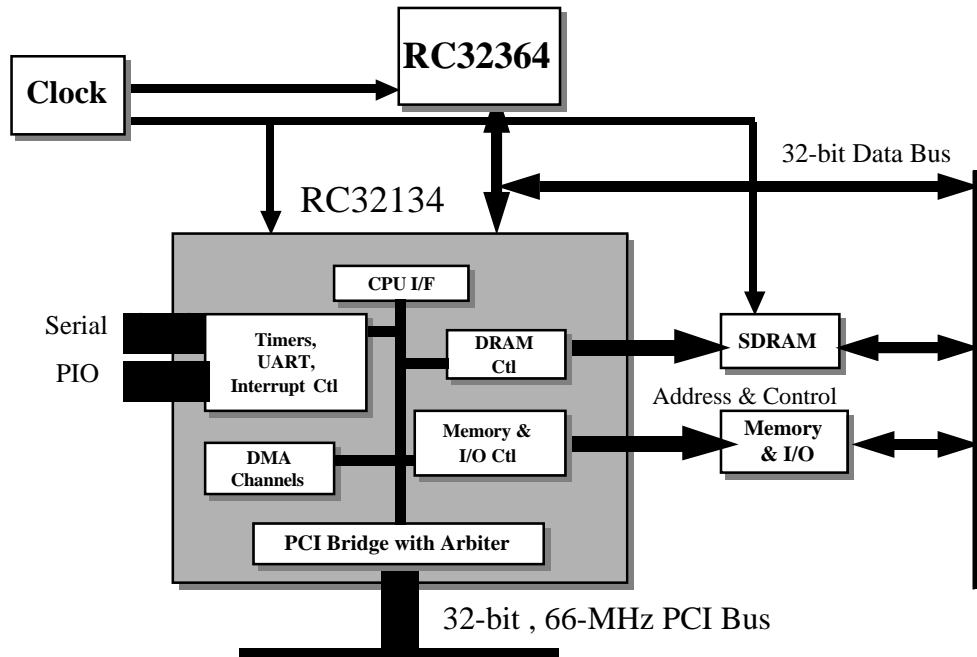 RC32364
Clock
32-bit Data Bus
RC32134
CPU I/F
Serial
PIO
Timers,
UART,
Interrupt Ctl
DRAM
Ctl
SDRAM
Address & Control
Memory &
I/O Ctl
Memory
& I/O
DMA
Channels
PCI Bridge with Arbiter
32-bit , 66-MHz PCI Bus